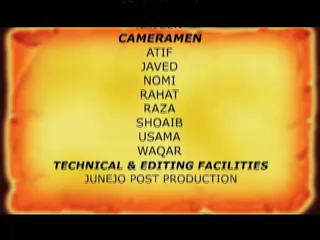 CAMERAMEN
ATIF
JAVED
NOMI
RAHAT
RAZA
SHOAIB
USAMA
WAQAR
TECHNICAL & EDITING FACILITIES
JUNEJO POST PRODUCTION